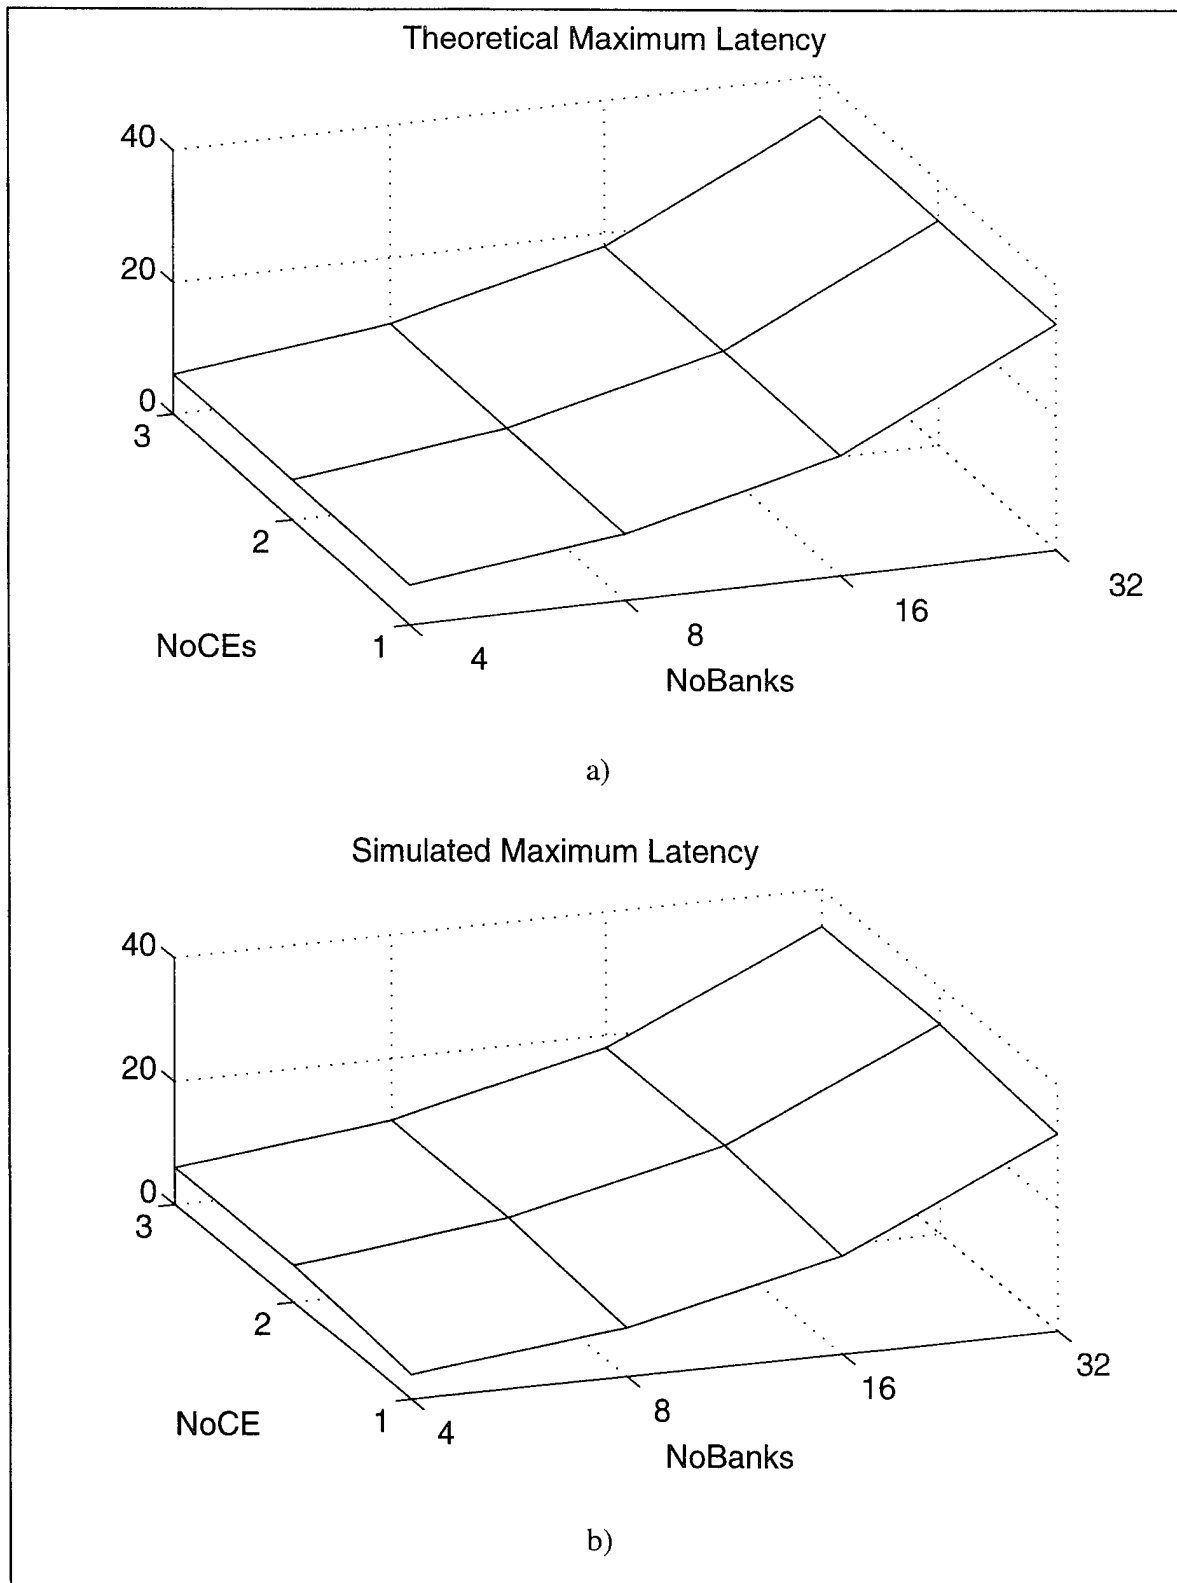 Theoretical Maximum Latency
40
20
0
3
2
1
NoCEs
4
8
16
32
NoBanks
a)
Simulated Maximum Latency
40
20
0
3
2
1
NoCE
4
8
16
32
NoBanks
b)